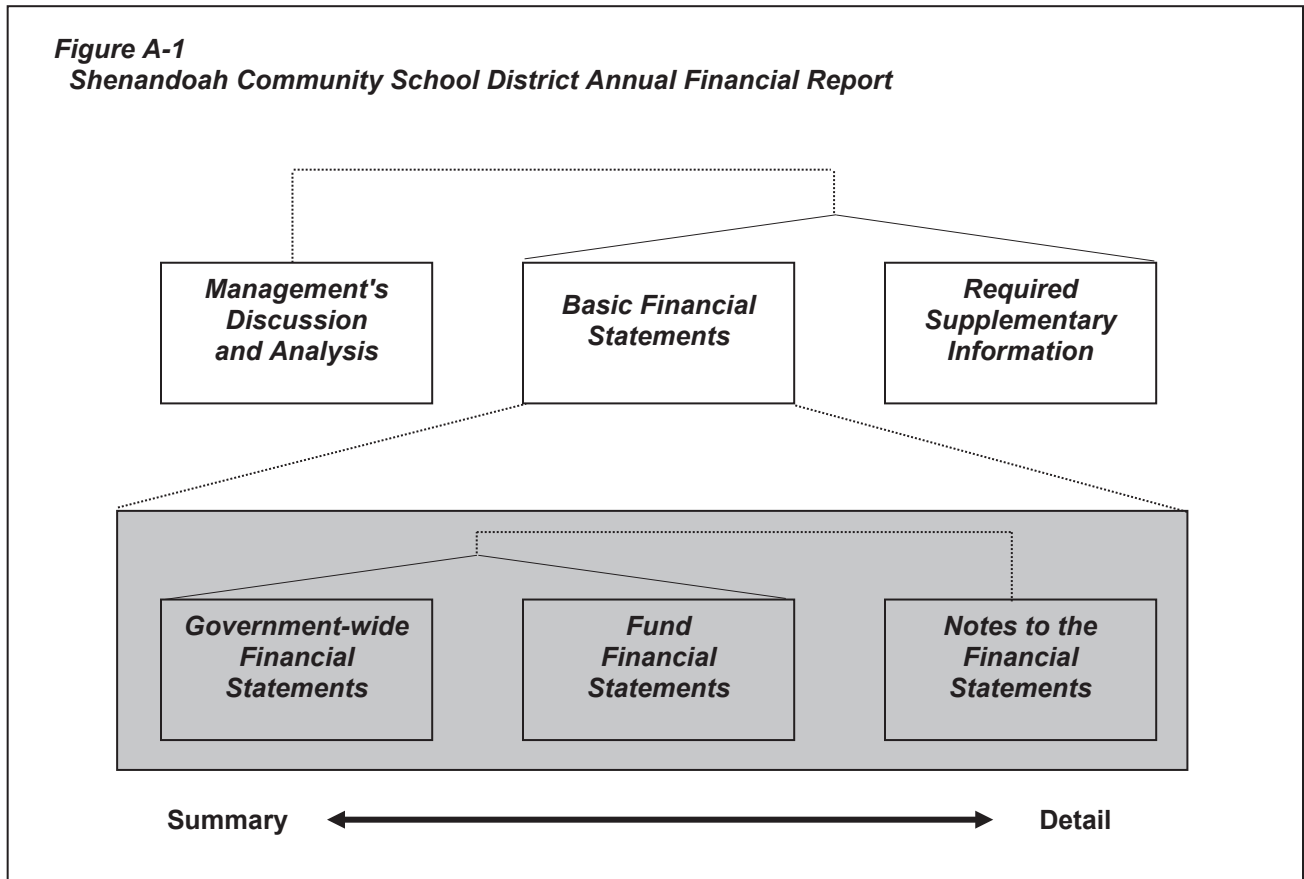 Figure A-1
Shenandoah Community School District Annual Financial Report
Management's
Discussion
and Analysis
Basic Financial
Statements
Required
Supplementary
Information
Government-wide
Financial
Statements
Fund
Financial
Statements
Notes to the
Financial
Statements
Summary
Detail